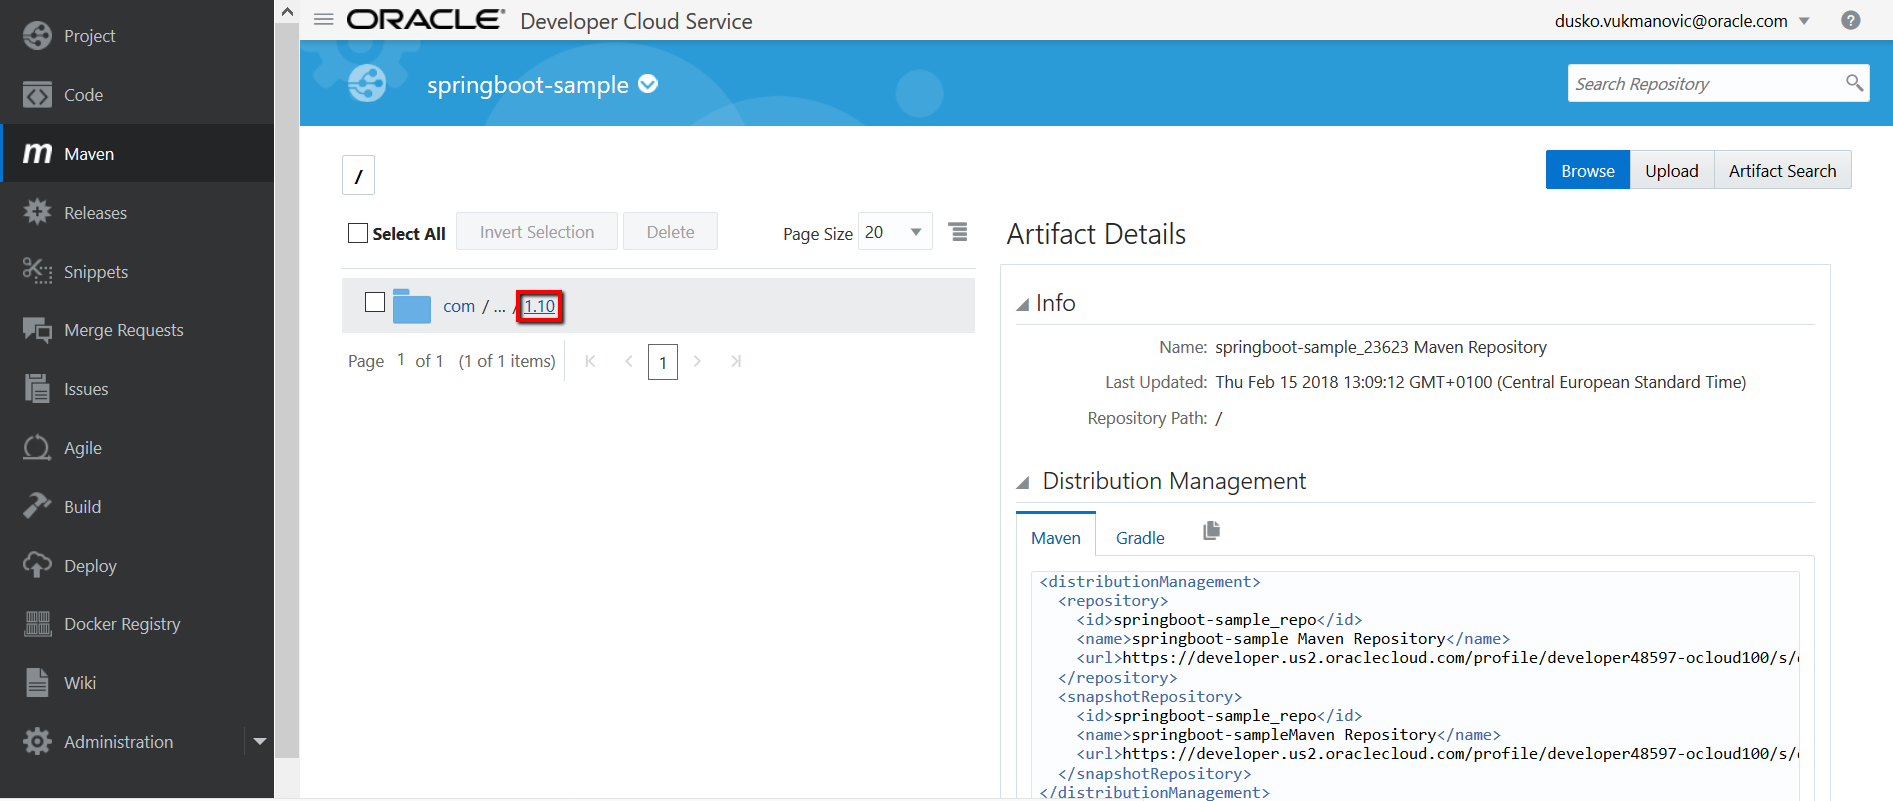 Project
Code
m Maven
Releases
Snippets
Merge Requests
Issues
Agile
Build
Deploy
Docker Registry
Wiki
Administration
ORACLE® Developer Cloud Service
dusko.vukmanovic@oracle.com ?
springboot-sample
Search Repository
/
Browse Upload Artifact Search
Select All Invert Selection Delete Page Size 20
com / ... / 1.10
Page 1 of 1 (1 of 1 items) 1
Artifact Details
Info
Name: springboot-sample_23623 Maven Repository
Last Updated: Thu Feb 15 2018 13:09:12 GMT+0100 (Central European Standard Time)
Repository Path: /
Distribution Management
Maven Gradle
<distributionManagement>
<repository>
<id>springboot-sample_repo</id>
<name>springboot-sample Maven Repository</name>
<url>https://developer.us2.oraclecloud.com/profile/developer48597-ocloud100/s/
</repository>
<snapshotRepository>
<id>springboot-sample_repo</id>
<name>springboot-sampleMaven Repository</name>
<url>https://developer.us2.oraclecloud.com/profile/developer48597-ocloud100/s/
</snapshotRepository>
</distributionManagement>